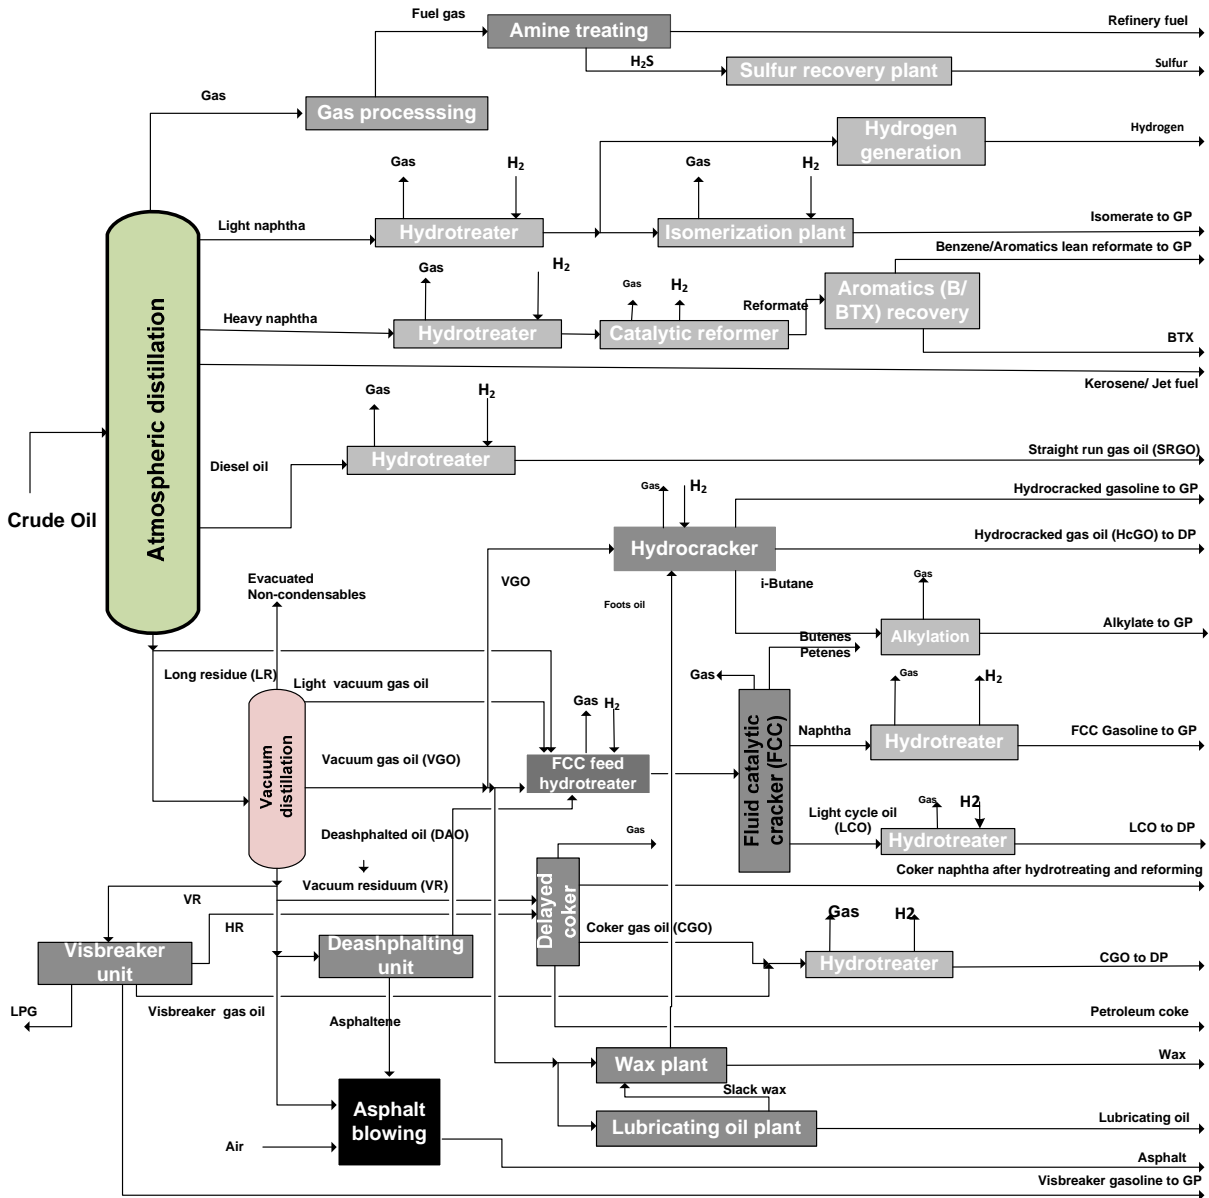 Fuel gas
Amine treating
Refinery fuel
H₂S
Sulfur recovery plant
Sulfur
Gas
Gas processsing
Hydrogen
generation
Hydrogen
Gas
H₂
Gas
H₂
Light naphtha
Hydrotreater
Isomerization plant
Isomerate to GP
Benzene/Aromatics lean reformate to GP
Gas
H₂
Gas
H₂
Aromatics (B/
BTX) recovery
Reformate
Heavy naphtha
Hydrotreater
Catalytic reformer
BTX
Kerosene/ Jet fuel
Atmospheric distillation
Gas
H₂
Diesel oil
Hydrotreater
Straight run gas oil (SRGO)
Crude Oil
Gas
H₂
Hydrocracked gasoline to GP
Hydrocracker
Hydrocracked gas oil (HcGO) to DP
Evacuated
Non-condensables
VGO
i-Butane
Gas
Foots oil
Alkylation
Alkylate to GP
Butenes
Petenes
Long residue (LR)
Light vacuum gas oil
Gas
Gas
H₂
Gas
H₂
Vacuum
distillation
Vacuum gas oil (VGO)
FCC feed
hydrotreater
Fluid catalytic
cracker (FCC)
Naphtha
Hydrotreater
FCC Gasoline to GP
Gas
H2
Light cycle oil
(LCO)
Hydrotreater
LCO to DP
Deashphalted oil (DAO)
Gas
Vacuum residuum (VR)
Delayed
coker
Coker naphtha after hydrotreating and reforming
VR
HR
Coker gas oil (CGO)
Gas
H2
Visbreaker
unit
Deashphalting
unit
Hydrotreater
CGO to DP
LPG
Visbreaker gas oil
Asphaltene
Petroleum coke
Wax plant
Wax
Slack wax
Asphalt
blowing
Lubricating oil plant
Lubricating oil
Air
Asphalt
Visbreaker gasoline to GP